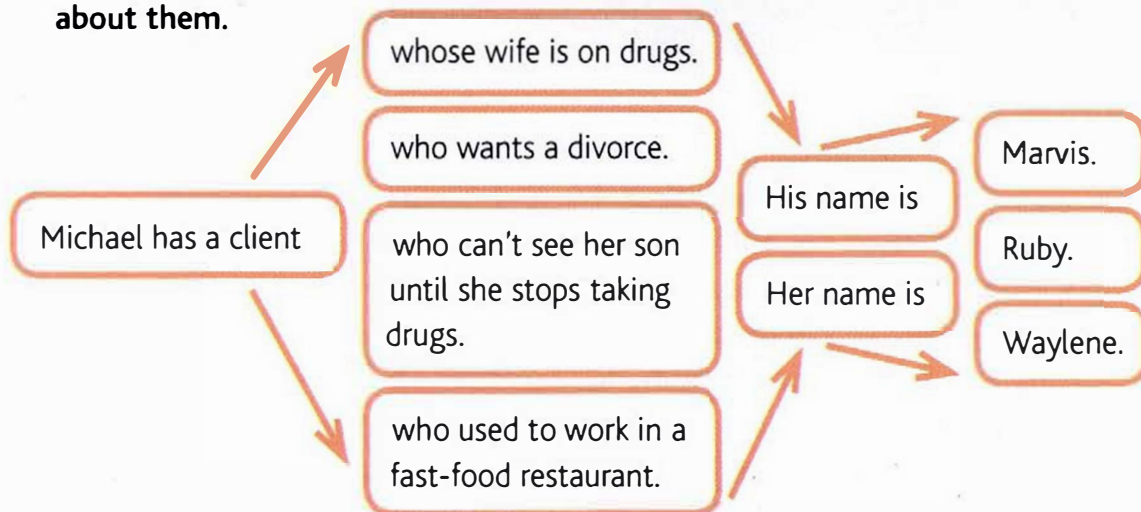 about them.
Michael has a client
whose wife is on drugs.
who wants a divorce.
who can't see her son
until she stops taking
drugs.
who used to work in a
fast-food restaurant.
His name is
Her name is
Marvis.
Ruby.
Waylene.